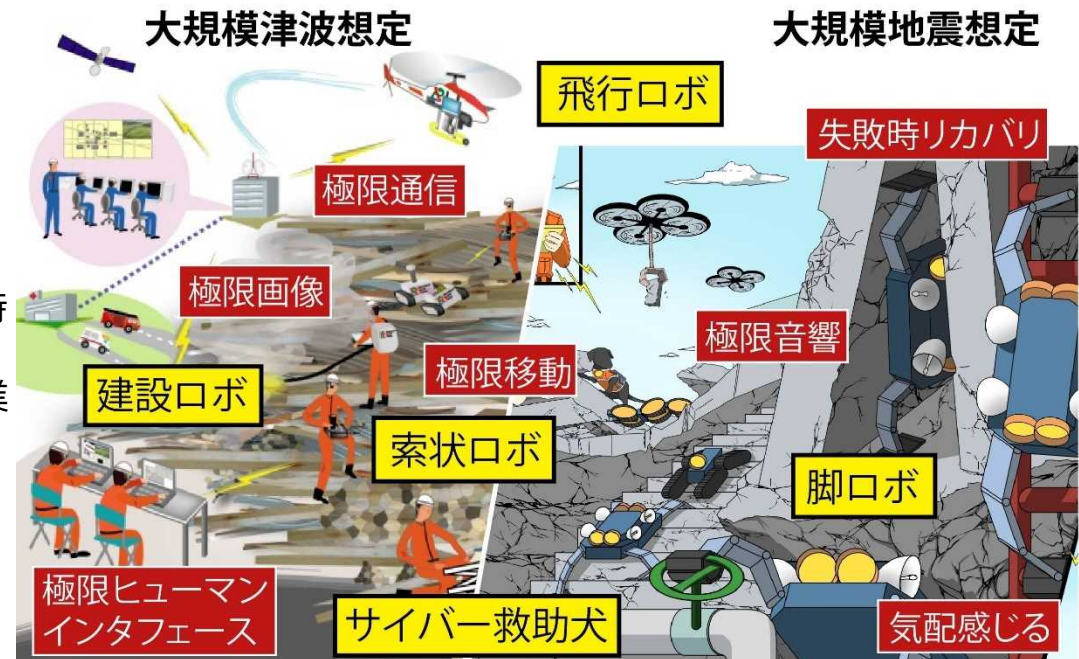 大規模津波想定
大規模地震想定
飛行ロボ
失敗時リカバリ
極限通信
極限画像
極限音響
極限移動
建設ロボ
索状ロボ
脚ロボ
極限ヒューマン
インタフェース
サイバー救助犬
気配感じる